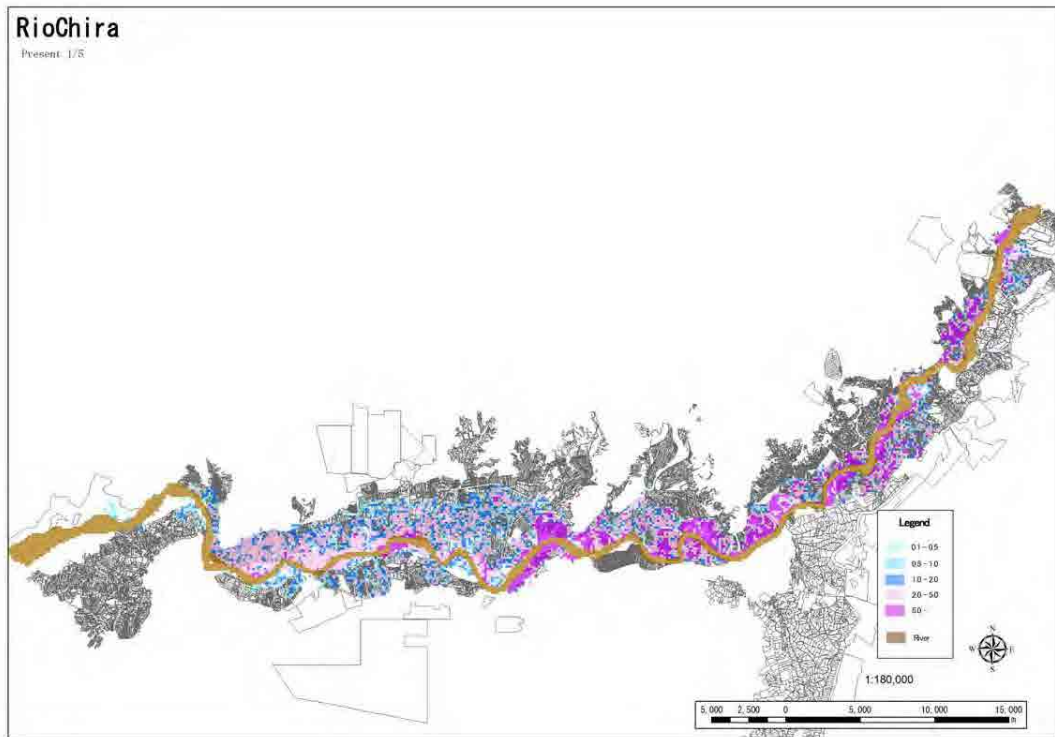 RioChira
Present 1/5
Legend
0.1 - 0.5
0.5 - 1.0
1.0 - 2.0
2.0 - 5.0
5.0 -
River
N
W E
S
1:180,000
5,000 2,500 0 5,000 10,000 15,000
m